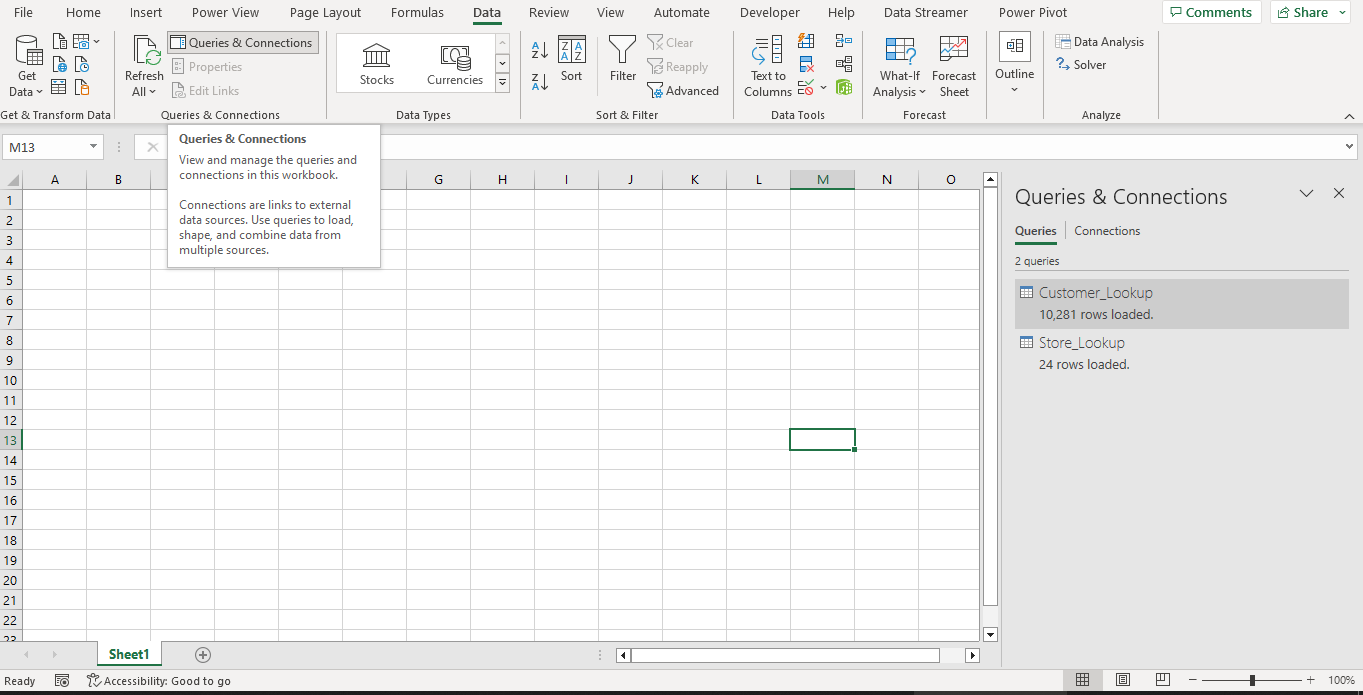 File Home Insert Power View Page Layout Formulas Data Review View Automate Developer Help Data Streamer Power Pivot Comments Share
Queries & Connections
Properties
Edit Links
Get
Data
Refresh
All
Stocks Currencies
Sort
Filter
Clear
Reapply
Advanced
Text to
Columns
What-If
Analysis
Forecast
Sheet
Outline
Data Analysis
Solver
Get & Transform Data Queries & Connections Data Types Sort & Filter Data Tools Forecast Analyze
M13
Queries & Connections
View and manage the queries and
connections in this workbook.
Connections are links to external
data sources. Use queries to load,
shape, and combine data from
multiple sources.
A B G H I J K L M N O
1
2
3
4
5
6
7
8
9
10
11
12
13
14
15
16
17
18
19
20
21
22
23
Queries & Connections
Queries Connections
2 queries
Customer_Lookup
10,281 rows loaded.
Store_Lookup
24 rows loaded.
Sheet1
Ready Accessibility: Good to go 100%